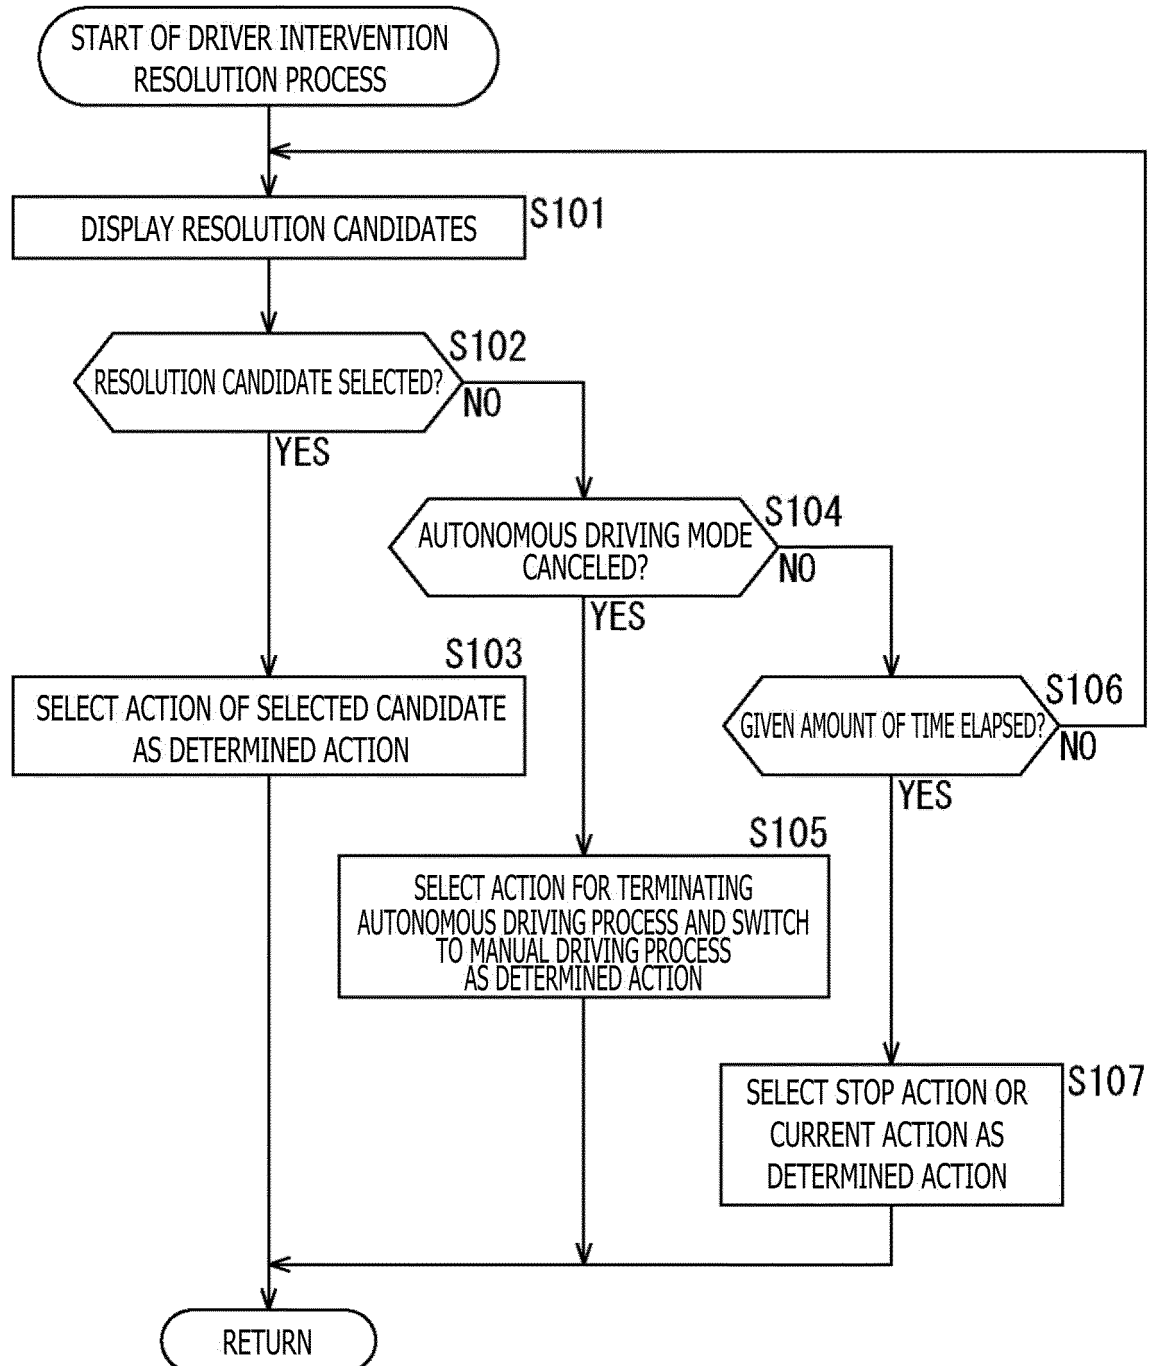 START OF DRIVER INTERVENTION
RESOLUTION PROCESS
DISPLAY RESOLUTION CANDIDATES
S101
RESOLUTION CANDIDATE SELECTED?
S102
NO
YES
AUTONOMOUS DRIVING MODE
CANCELED?
S104
NO
YES
S103
SELECT ACTION OF SELECTED CANDIDATE
AS DETERMINED ACTION
GIVEN AMOUNT OF TIME ELAPSED?
S106
NO
YES
S105
SELECT ACTION FOR TERMINATING
AUTONOMOUS DRIVING PROCESS AND SWITCH
TO MANUAL DRIVING PROCESS
AS DETERMINED ACTION
SELECT STOP ACTION OR
CURRENT ACTION AS
DETERMINED ACTION
S107
RETURN